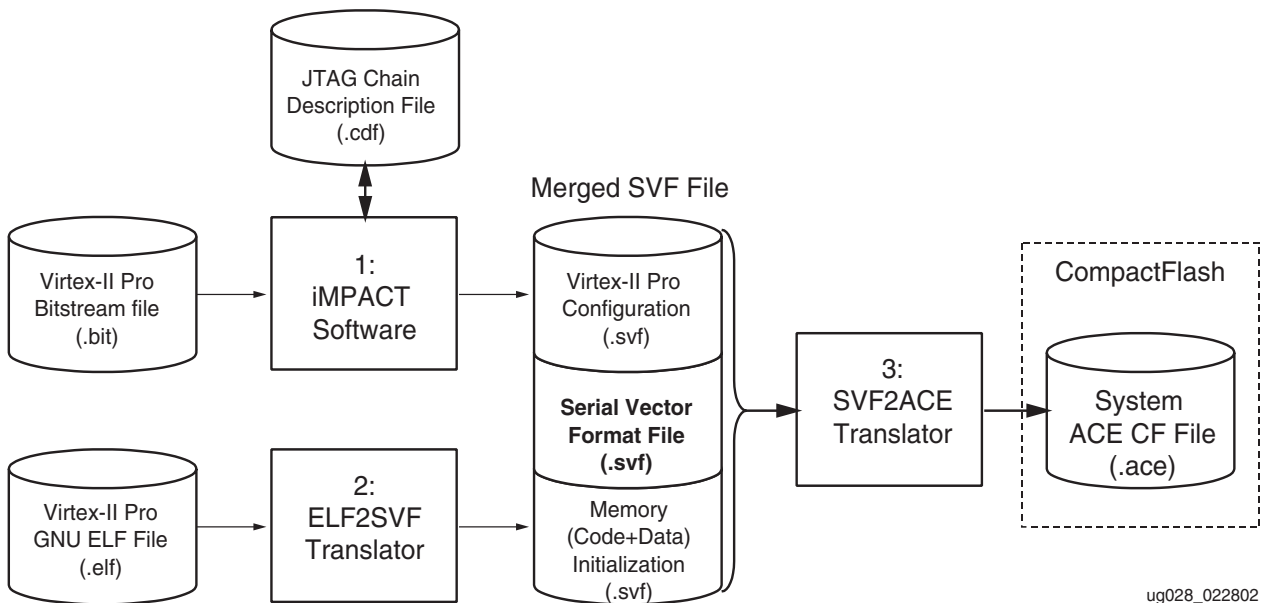 JTAG Chain
Description File
(.cdf)
Merged SVF File
Virtex-II Pro
Bitstream file
(.bit)
1:
iMPACT
Software
Virtex-II Pro
Configuration
(.svf)
CompactFlash
Serial Vector
Format File
(.svf)
3:
SVF2ACE
Translator
System
ACE CF File
(.ace)
Virtex-II Pro
GNU ELF File
(.elf)
2:
ELF2SVF
Translator
Memory
(Code+Data)
Initialization
(.svf)
ug028_022802